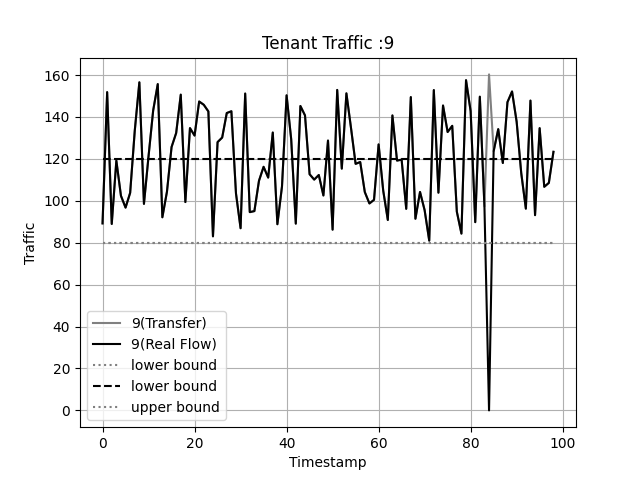 Tenant Traffic :9
Traffic
160
140
120
100
80
60
40
20
0
9(Transfer)
9(Real Flow)
lower bound
lower bound
upper bound
0 20 40 60 80 100
Timestamp